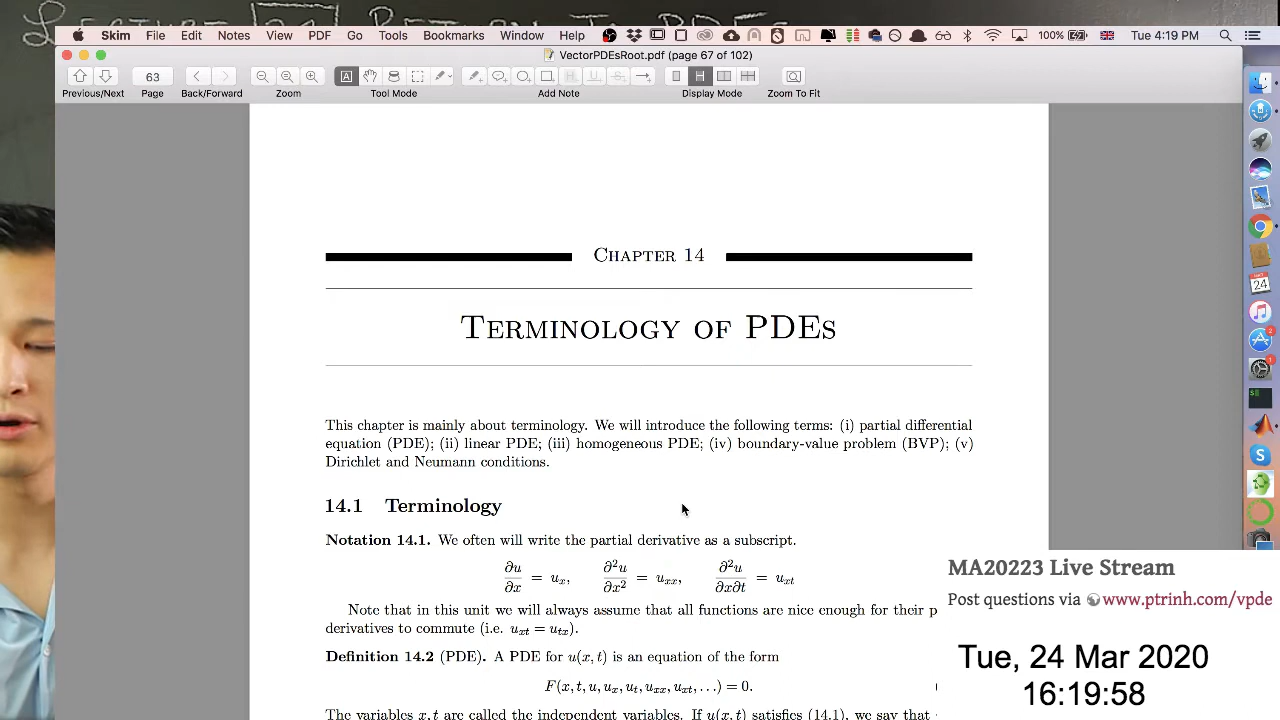 LECTURE 24 RETURN TO PDEs
Skim File Edit Notes View PDF Go Tools Bookmarks Window Help 100% Tue 4:19 PM
VectorPDEsRoot.pdf (page 67 of 102)
63
Previous/Next Page Back/Forward Zoom Tool Mode Add Note Display Mode Zoom To Fit
CHAPTER 14
TERMINOLOGY OF PDES
This chapter is mainly about terminology. We will introduce the following terms: (i) partial differential
equation (PDE); (ii) linear PDE; (iii) homogeneous PDE; (iv) boundary-value problem (BVP); (v)
Dirichlet and Neumann conditions.
14.1 Terminology
Notation 14.1. We often will write the partial derivative as a subscript.
∂u/∂x = u_x, ∂²u/∂x² = u_xx, ∂²u/∂x∂t = u_xt
Note that in this unit we will always assume that all functions are nice enough for their p
derivatives to commute (i.e. u_xt = u_tx).
Definition 14.2 (PDE). A PDE for u(x, t) is an equation of the form
F(x, t, u, u_x, u_t, u_xx, u_xt, . . .) = 0.
The variables x, t are called the independent variables. If u(x, t) satisfies (14.1), we say that
MA20223 Live Stream
Post questions via www.ptrinh.com/vpde
Tue, 24 Mar 2020
16:19:58